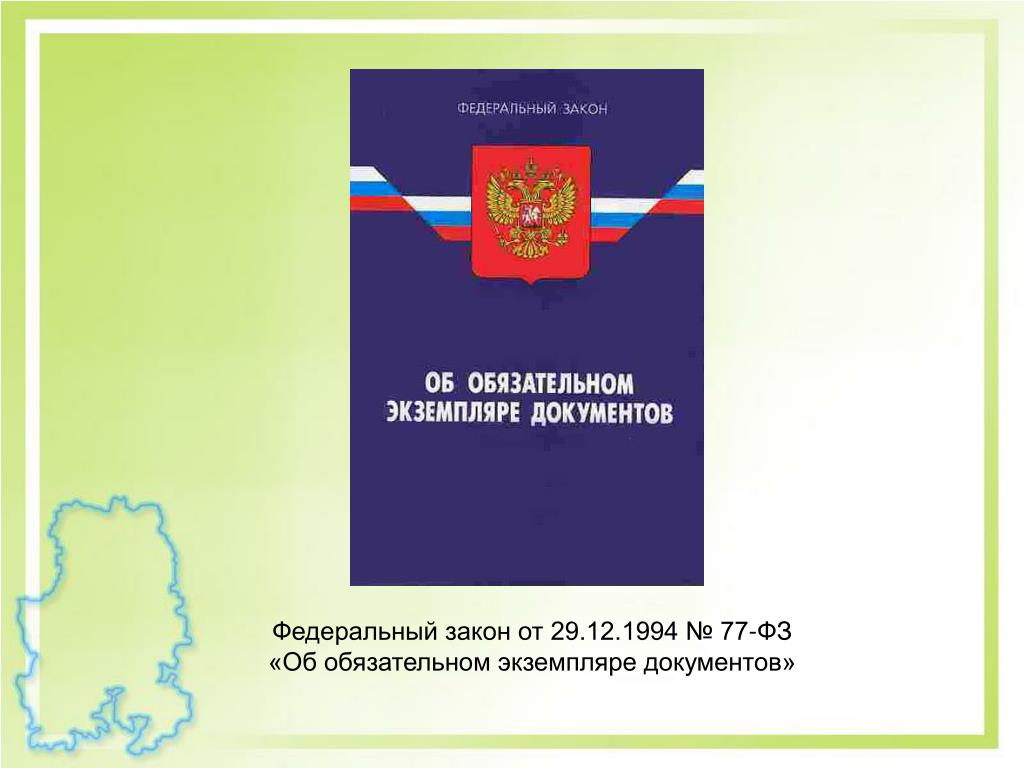 ФЕДЕРАЛЬНЫЙ ЗАКОН
ОБ ОБЯЗАТЕЛЬНОМ
ЭКЗЕМПЛЯРЕ ДОКУМЕНТОВ
Федеральный закон от 29.12.1994 № 77-ФЗ
«Об обязательном экземпляре документов»